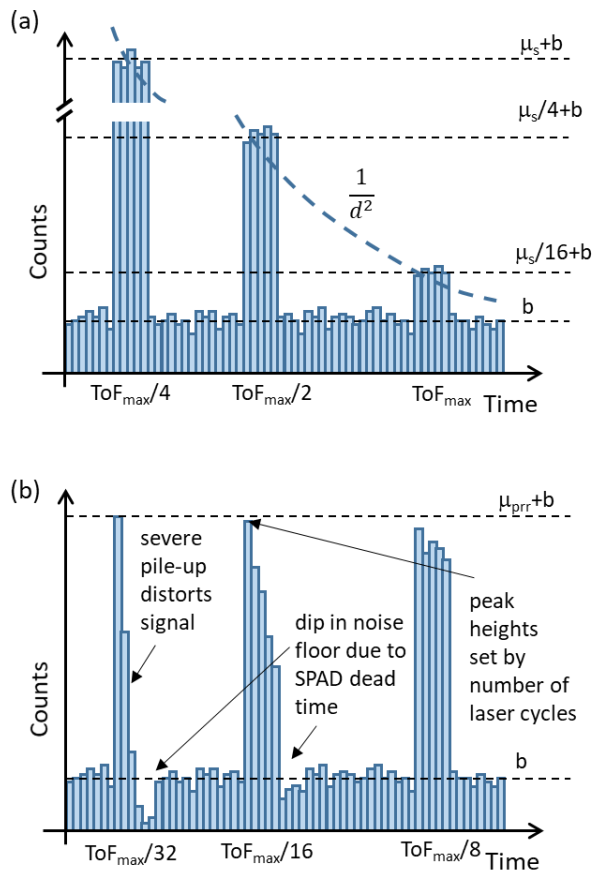 (a)
μs+b
μs/4+b
1
d²
μs/16+b
b
Counts
ToFmax/4
ToFmax/2
ToFmax
Time
(b)
μprr+b
severe
pile-up
distorts
signal
dip in noise
floor due to
SPAD dead
time
peak
heights
set by
number of
laser cycles
b
Counts
ToFmax/32
ToFmax/16
ToFmax/8
Time